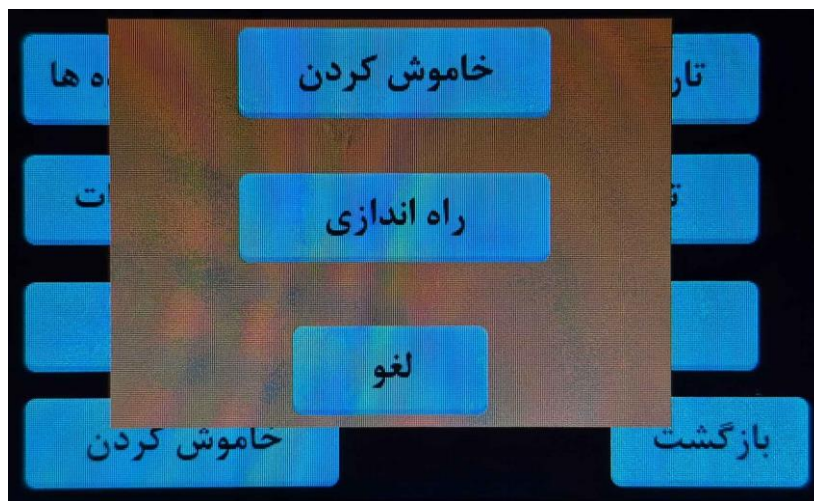 خاموش کردن
راه اندازی
لغو
خاموش کردن
بازگشت